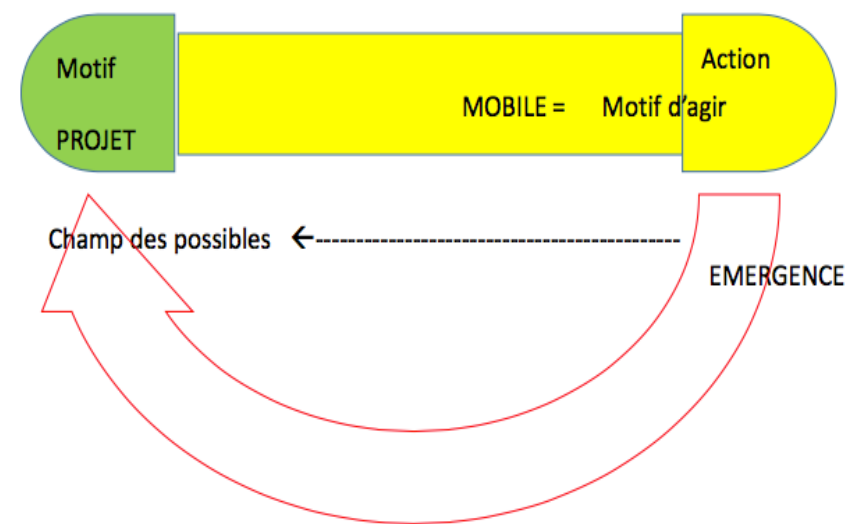 Motif
PROJET
MOBILE = Motif d'agir
Action
Champ des possibles ←---------------------------------------------
EMERGENCE